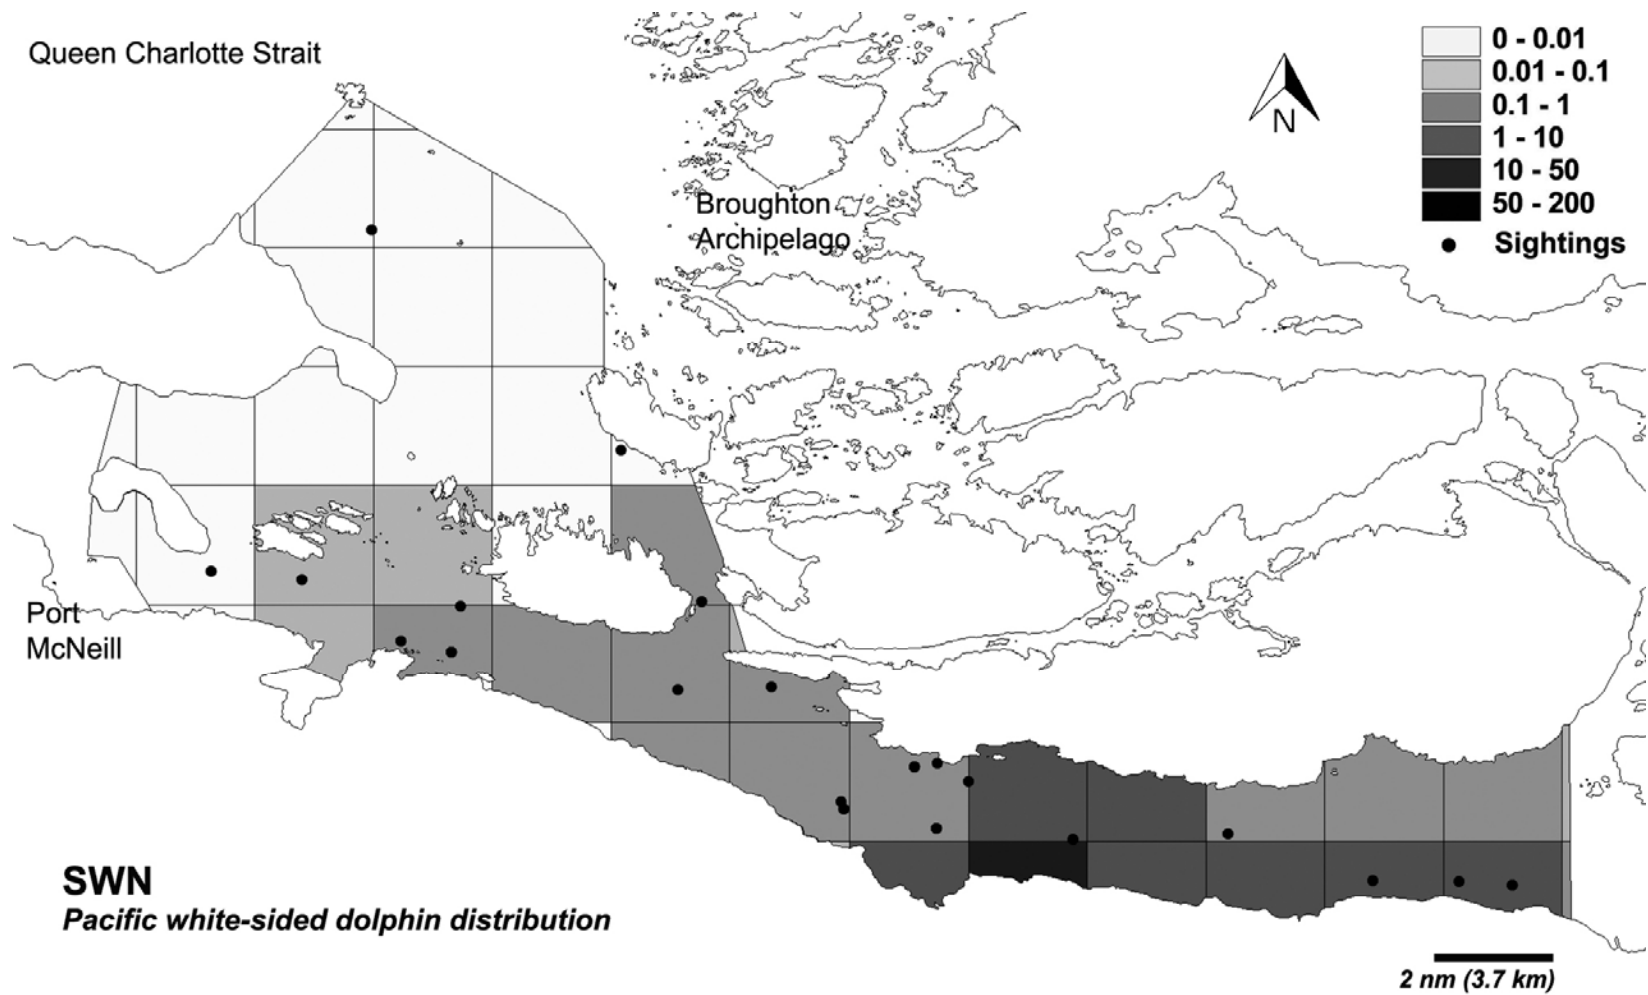 Queen Charlotte Strait
0 - 0.01
0.01 - 0.1
0.1 - 1
1 - 10
10 - 50
50 - 200
Sightings
N
Broughton
Archipelago
Port
McNeill
SWN
Pacific white-sided dolphin distribution
2 nm (3.7 km)